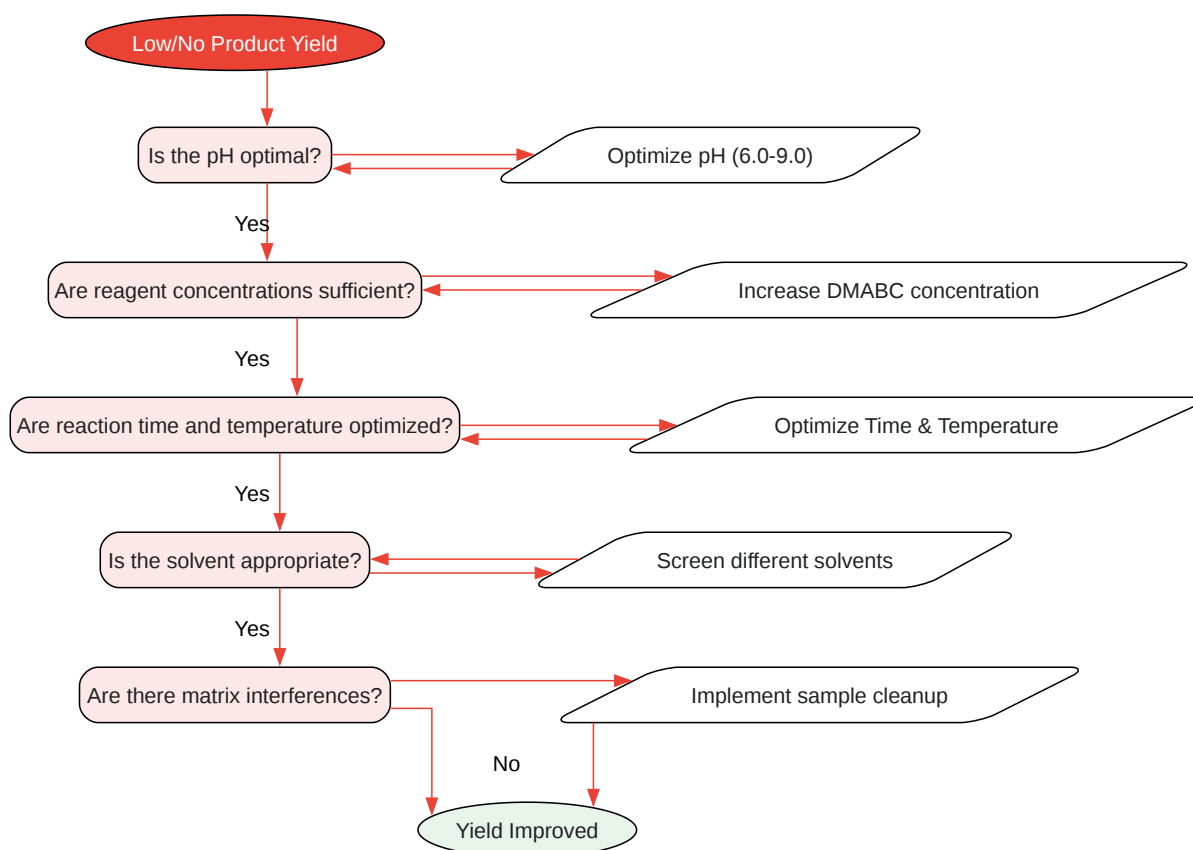 Low/No Product Yield
Is the pH optimal?
Optimize pH (6.0-9.0)
Yes
Are reagent concentrations sufficient?
Increase DMABC concentration
Yes
Are reaction time and temperature optimized?
Optimize Time & Temperature
Yes
Is the solvent appropriate?
Screen different solvents
Yes
Are there matrix interferences?
Implement sample cleanup
No
Yield Improved